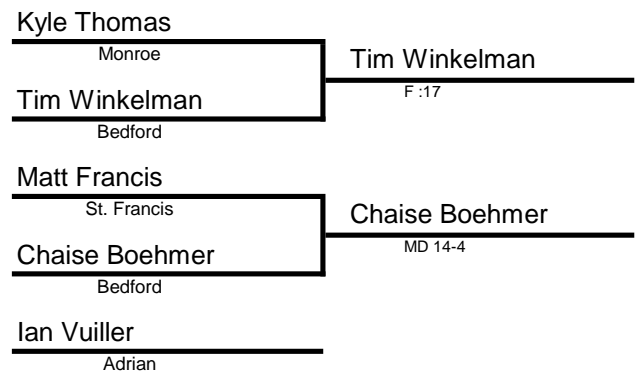 Kyle Thomas
Monroe
Tim Winkelman
F :17
Tim Winkelman
Bedford
Matt Francis
St. Francis
Chaise Boehmer
MD 14-4
Chaise Boehmer
Bedford
Ian Vuiller
Adrian